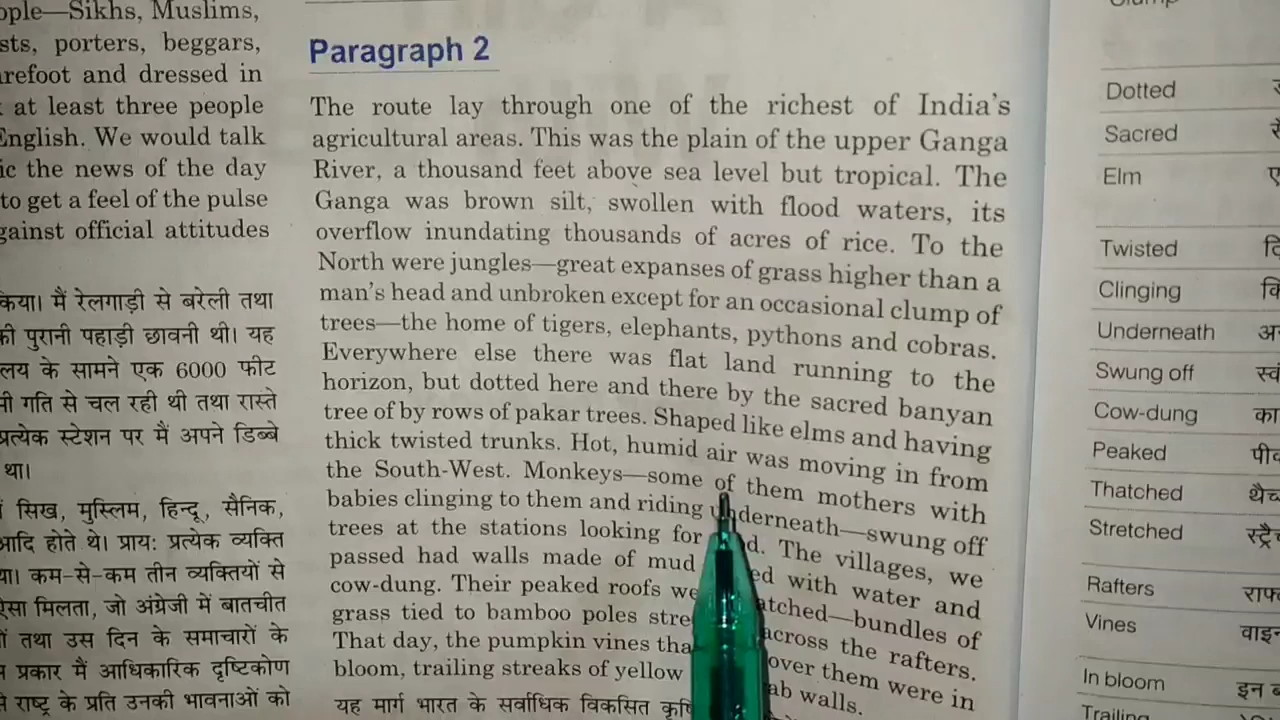 ople—Sikhs, Muslims,
sts, porters, beggars,
refoot and dressed in
at least three people
English. We would talk
ic the news of the day
to get a feel of the pulse
gainst official attitudes
किया। मैं रेलगाड़ी से बरेली तथा
की पुरानी पहाड़ी छावनी थी। यह
लय के सामने एक 6000 फीट
मी गति से चल रही थी तथा रास्ते
प्रत्येक स्टेशन पर मैं अपने डिब्बे
था।
सिख, मुस्लिम, हिन्दू, सैनिक,
आदि होते थे। प्रायः प्रत्येक व्यक्ति
या। कम-से-कम तीन व्यक्तियों से
ऐसा मिलता, जो अंग्रेजी में बातचीत
तथा उस दिन के समाचारों के
प्रकार मैं आधिकारिक दृष्टिकोण
राष्ट्र के प्रति उनकी भावनाओं को
Paragraph 2
The route lay through one of the richest of India's
agricultural areas. This was the plain of the upper Ganga
River, a thousand feet above sea level but tropical. The
Ganga was brown silt, swollen with flood waters, its
overflow inundating thousands of acres of rice. To the
North were jungles—great expanses of grass higher than a
man's head and unbroken except for an occasional clump of
trees—the home of tigers, elephants, pythons and cobras.
Everywhere else there was flat land running to the
horizon, but dotted here and there by the sacred banyan
tree of by rows of pakar trees. Shaped like elms and having
thick twisted trunks. Hot, humid air was moving in from
the South-West. Monkeys—some of them mothers with
babies clinging to them and riding underneath—swung off
trees at the stations looking for d. The villages, we
passed had walls made of mud ed with water and
cow-dung. Their peaked roofs we atched—bundles of
grass tied to bamboo poles stre across the rafters.
That day, the pumpkin vines tha over them were in
bloom, trailing streaks of yellow ab walls.
यह मार्ग भारत के सर्वाधिक विकसित कृषि
Dotted
Sacred
Elm
Twisted
Clinging
Underneath
Swung off
Cow-dung
Peaked
Thatched
Stretched
Rafters
Vines
In bloom
Trailing